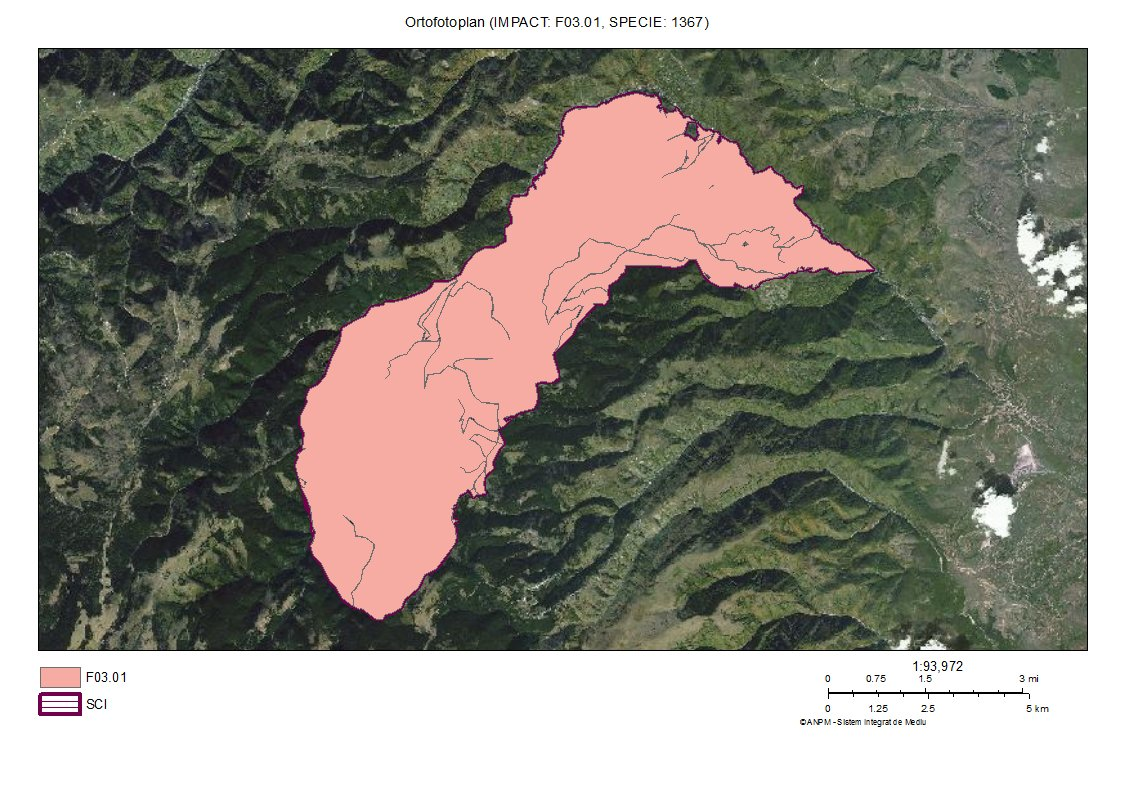 Ortofotoplan (IMPACT: F03.01, SPECIE: 1367)
F03.01
SCI
1:93,972
0 0.75 1.5 3 mi
0 1.25 2.5 5 km
©ANPM - Sistem Integrat de Mediu